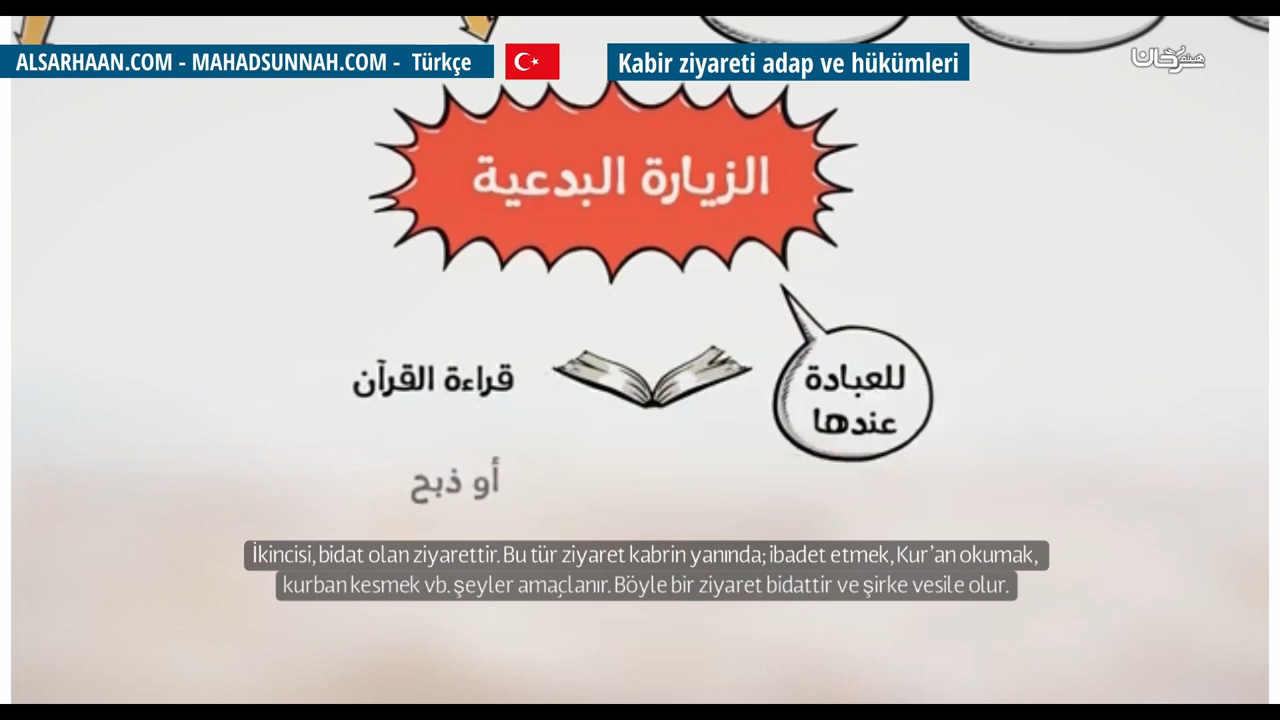 ALSARHAAN.COM - MAHADSUNNAH.COM - Türkçe
Kabir ziyareti adap ve hükümleri
هيثم سرحان
الزيارة البدعية
للعبادة
عندها
قراءة القرآن
أو ذبح
İkincisi, bidat olan ziyarettir. Bu tür ziyaret kabrin yanında; ibadet etmek, Kur’an okumak,
kurban kesmek vb. şeyler amaçlanır. Böyle bir ziyaret bidattir ve şirke vesile olur.